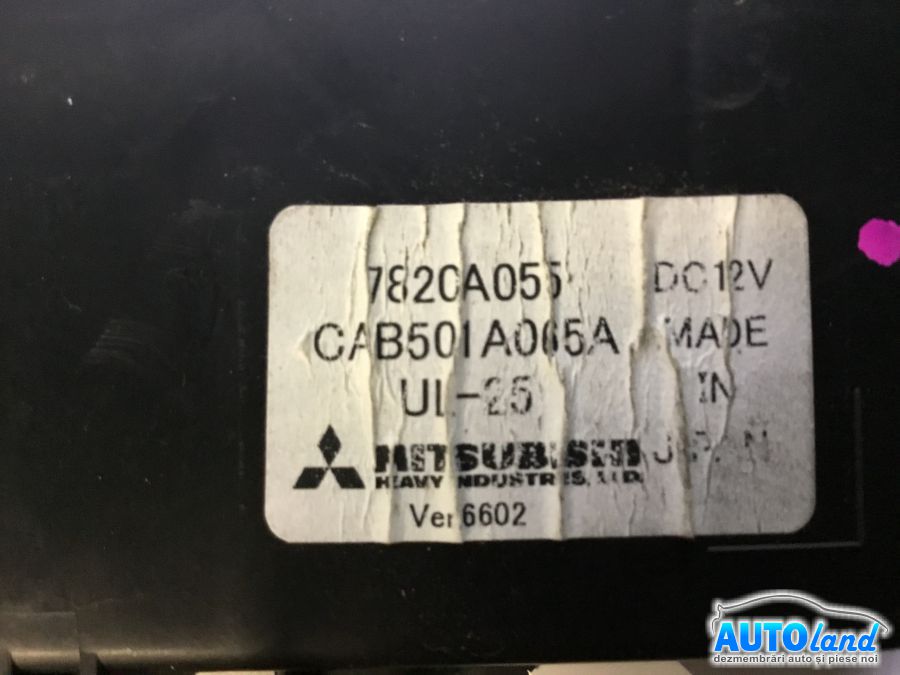 7820A055 DC12V
CAB501A065A MADE
UL-25 IN
MITSUBISHI JAPAN
HEAVY INDUSTRIES, LTD.
Ver 6602
AUTOland
dezmembrări auto și piese noi